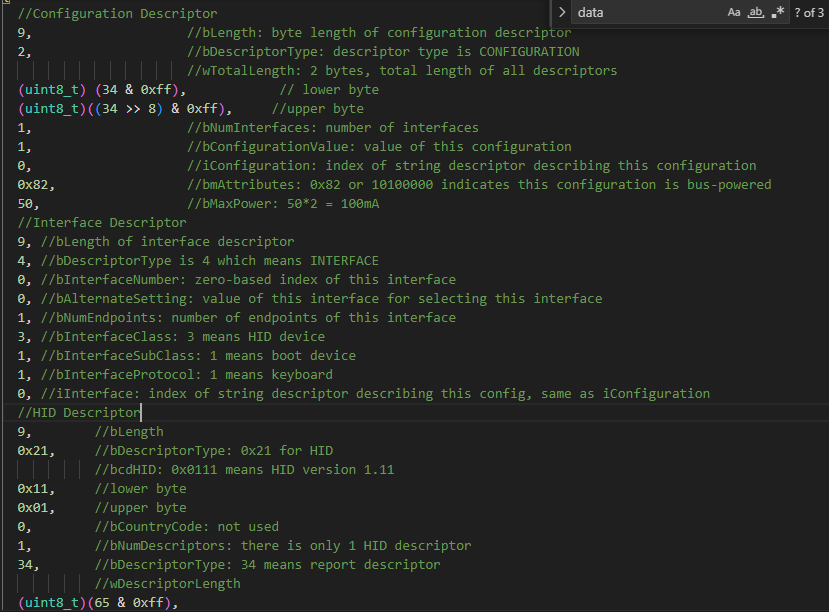 data Aa ab .* ? of 3
//Configuration Descriptor
9, //bLength: byte length of configuration descriptor
2, //bDescriptorType: descriptor type is CONFIGURATION
//wTotalLength: 2 bytes, total length of all descriptors
(uint8_t) (34 & 0xff), // lower byte
(uint8_t)((34 >> 8) & 0xff), //upper byte
1, //bNumInterfaces: number of interfaces
1, //bConfigurationValue: value of this configuration
0, //iConfiguration: index of string descriptor describing this configuration
0x82, //bmAttributes: 0x82 or 10100000 indicates this configuration is bus-powered
50, //bMaxPower: 50*2 = 100mA
//Interface Descriptor
9, //bLength of interface descriptor
4, //bDescriptorType is 4 which means INTERFACE
0, //bInterfaceNumber: zero-based index of this interface
0, //bAlternateSetting: value of this interface for selecting this interface
1, //bNumEndpoints: number of endpoints of this interface
3, //bInterfaceClass: 3 means HID device
1, //bInterfaceSubClass: 1 means boot device
1, //bInterfaceProtocol: 1 means keyboard
0, //iInterface: index of string descriptor describing this config, same as iConfiguration
//HID Descriptor
9, //bLength
0x21, //bDescriptorType: 0x21 for HID
//bcdHID: 0x0111 means HID version 1.11
0x11, //lower byte
0x01, //upper byte
0, //bCountryCode: not used
1, //bNumDescriptors: there is only 1 HID descriptor
34, //bDescriptorType: 34 means report descriptor
//wDescriptorLength
(uint8_t)(65 & 0xff),